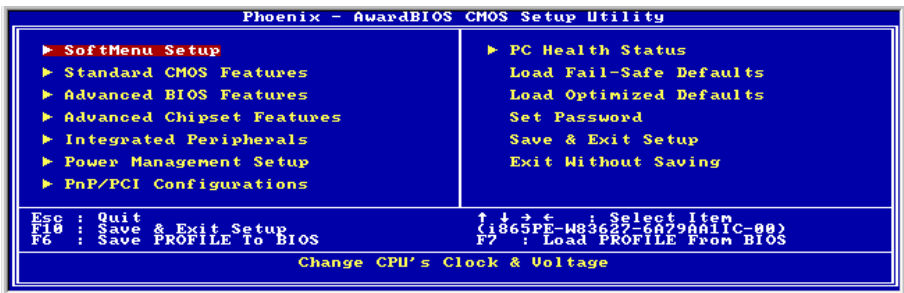 Phoenix - AwardBIOS CMOS Setup Utility
► SoftMenu Setup
► Standard CMOS Features
► Advanced BIOS Features
► Advanced Chipset Features
► Integrated Peripherals
► Power Management Setup
► PnP/PCI Configurations
► PC Health Status
Load Fail-Safe Defaults
Load Optimized Defaults
Set Password
Save & Exit Setup
Exit Without Saving
Esc : Quit
F10 : Save & Exit Setup
F6 : Save PROFILE To BIOS
↑ ↓ → ← : Select Item
(i865PE-W83627-6A79AA1IC-00)
F7 : Load PROFILE From BIOS
Change CPU's Clock & Voltage